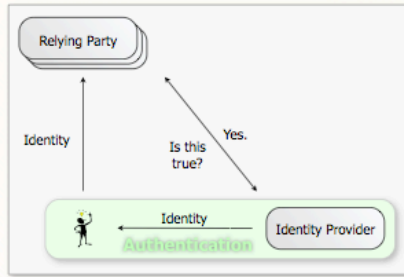 Relying Party
Identity
Is this
true?
Yes.
Identity
Identity Provider
Authentication